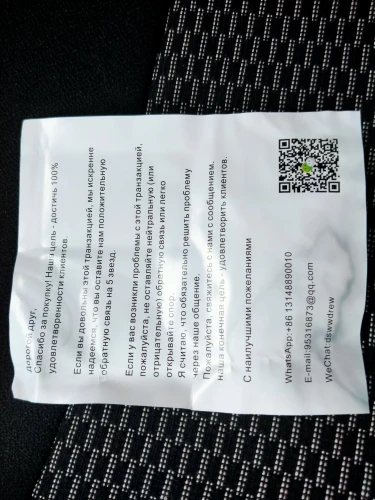 дорогой друг,
Спасибо за покупку! Наша цель - достичь 100%
удовлетворенности клиентов.
Если вы довольны этой транзакцией, мы искренне
надеемся, что вы оставите нам положительную
обратную связь на 5 звезд.
Если у вас возникли проблемы с этой транзакцией,
пожалуйста, не оставляйте нейтральную (или
отрицательную) обратную связь или легко
открывайте спор.
Я считаю, что обязательно решить проблему
через наше общение.
Пожалуйста, свяжитесь с нами с сообщением.
наша конечная цель - удовлетворить клиентов.
С наилучшими пожеланиями
WhatsApp:+86 13148890010
E-mail:95316873@qq.com
WeChat:dswwdrew